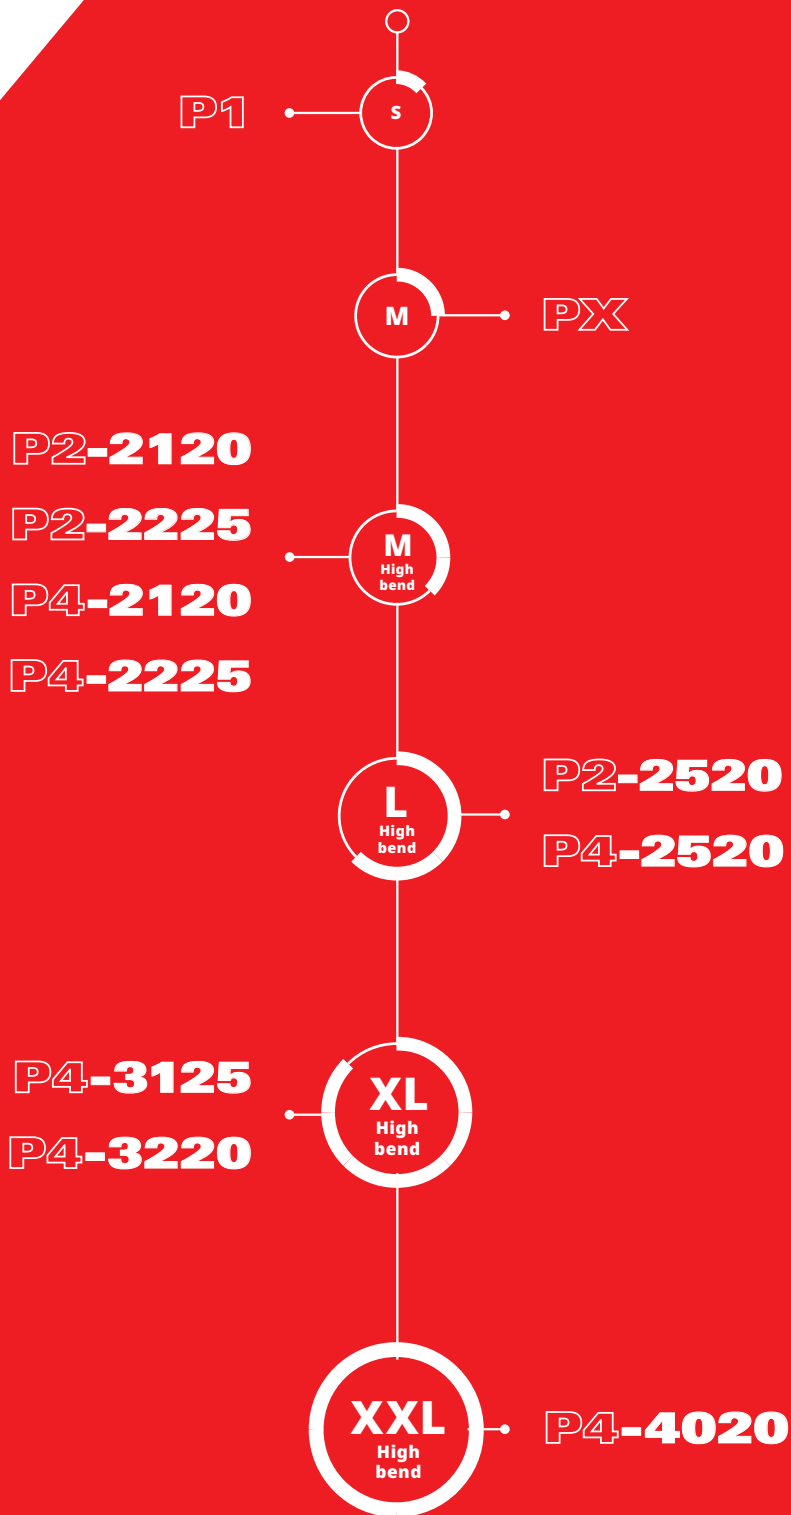 P1
S
M
PX
P2-2120
P2-2225
P4-2120
P4-2225
M
High
bend
L
High
bend
P2-2520
P4-2520
P4-3125
P4-3220
XL
High
bend
XXL
High
bend
P4-4020